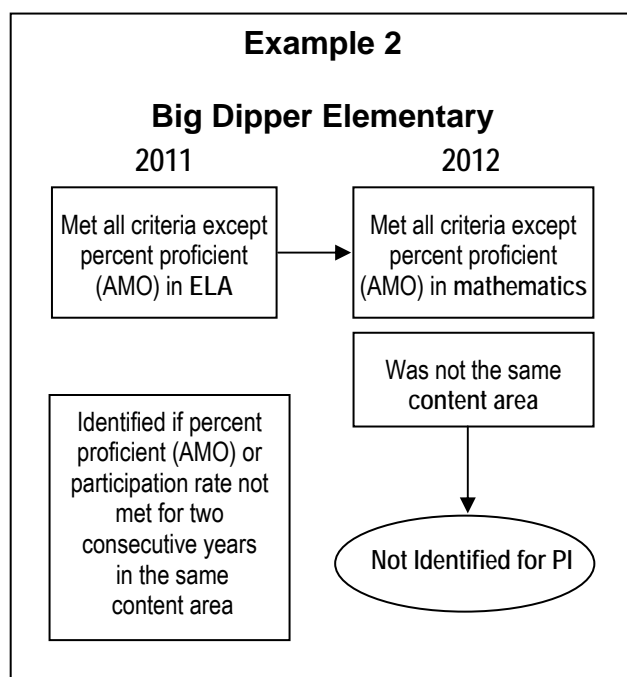 Example 2
Big Dipper Elementary
2011
2012
Met all criteria except
percent proficient
(AMO) in ELA
Met all criteria except
percent proficient
(AMO) in mathematics
Was not the same
content area
Identified if percent
proficient (AMO) or
participation rate not
met for two
consecutive years
in the same
content area
Not Identified for PI